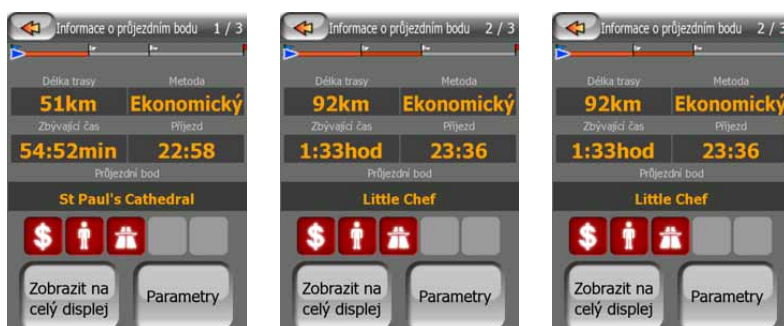 Informace o průjezdním bodu 1 / 3
Délka trasy Metoda
51km Ekonomický
Zbývající čas Příjezd
54:52min 22:58
Průjezdní bod
St Paul's Cathedral
$
Zobrazit na
celý displej
Parametry
Informace o průjezdním bodu 2 / 3
Délka trasy Metoda
92km Ekonomický
Zbývající čas Příjezd
1:33hod 23:36
Průjezdní bod
Little Chef
$
Zobrazit na
celý displej
Parametry
Informace o průjezdním bodu 2 / 3
Délka trasy Metoda
92km Ekonomický
Zbývající čas Příjezd
1:33hod 23:36
Průjezdní bod
Little Chef
$
Zobrazit na
celý displej
Parametry